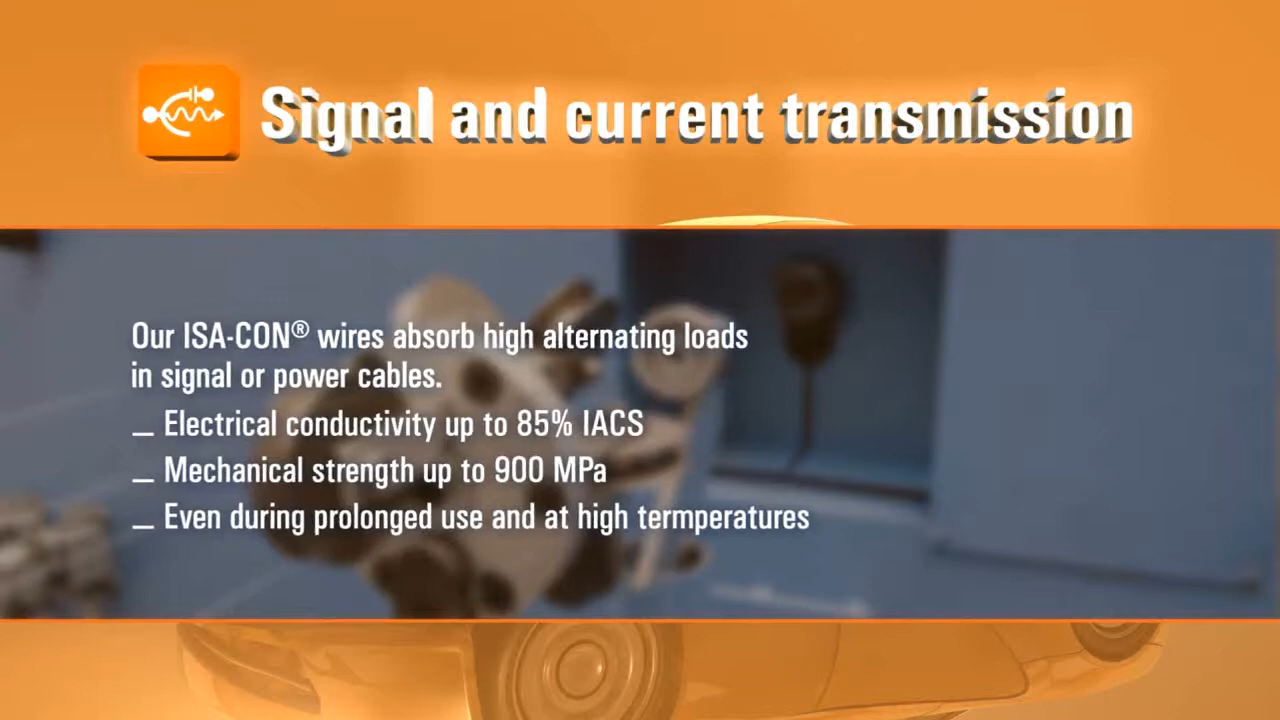 Signal and current transmission
Our ISA-CON® wires absorb high alternating loads
in signal or power cables.
_ Electrical conductivity up to 85% IACS
_ Mechanical strength up to 900 MPa
_ Even during prolonged use and at high termperatures